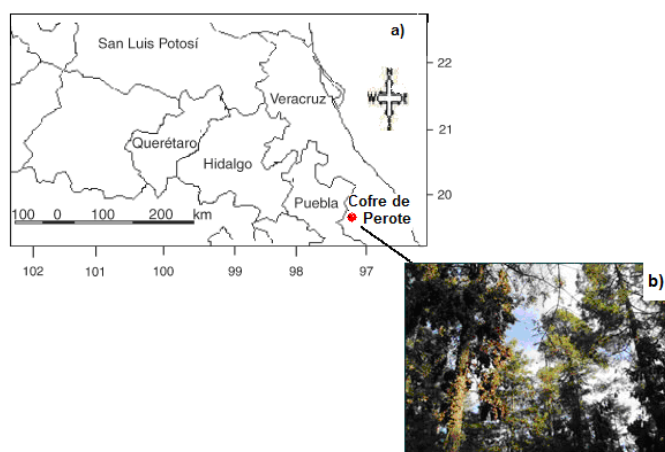 a)
San Luis Potosí
22
N
Veracruz
W E
S
21
Querétaro
Hidalgo
Cofre de
Perote
20
Puebla
100 0 100 200 km
102 101 100 99 98 97
b)